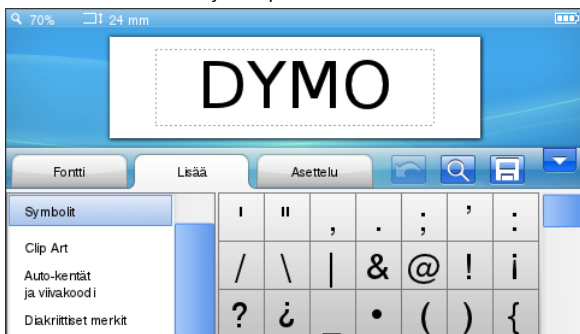 70% 24 mm
DYMO
Fontti Lisää Asettelu
Symbolit
Clip Art
Auto-kentät
ja viivakoodi
Diakriittiset merkit
' " , . ; ’ :
/ \ | & @ ! ¡
? ¿ _ • ( ) {